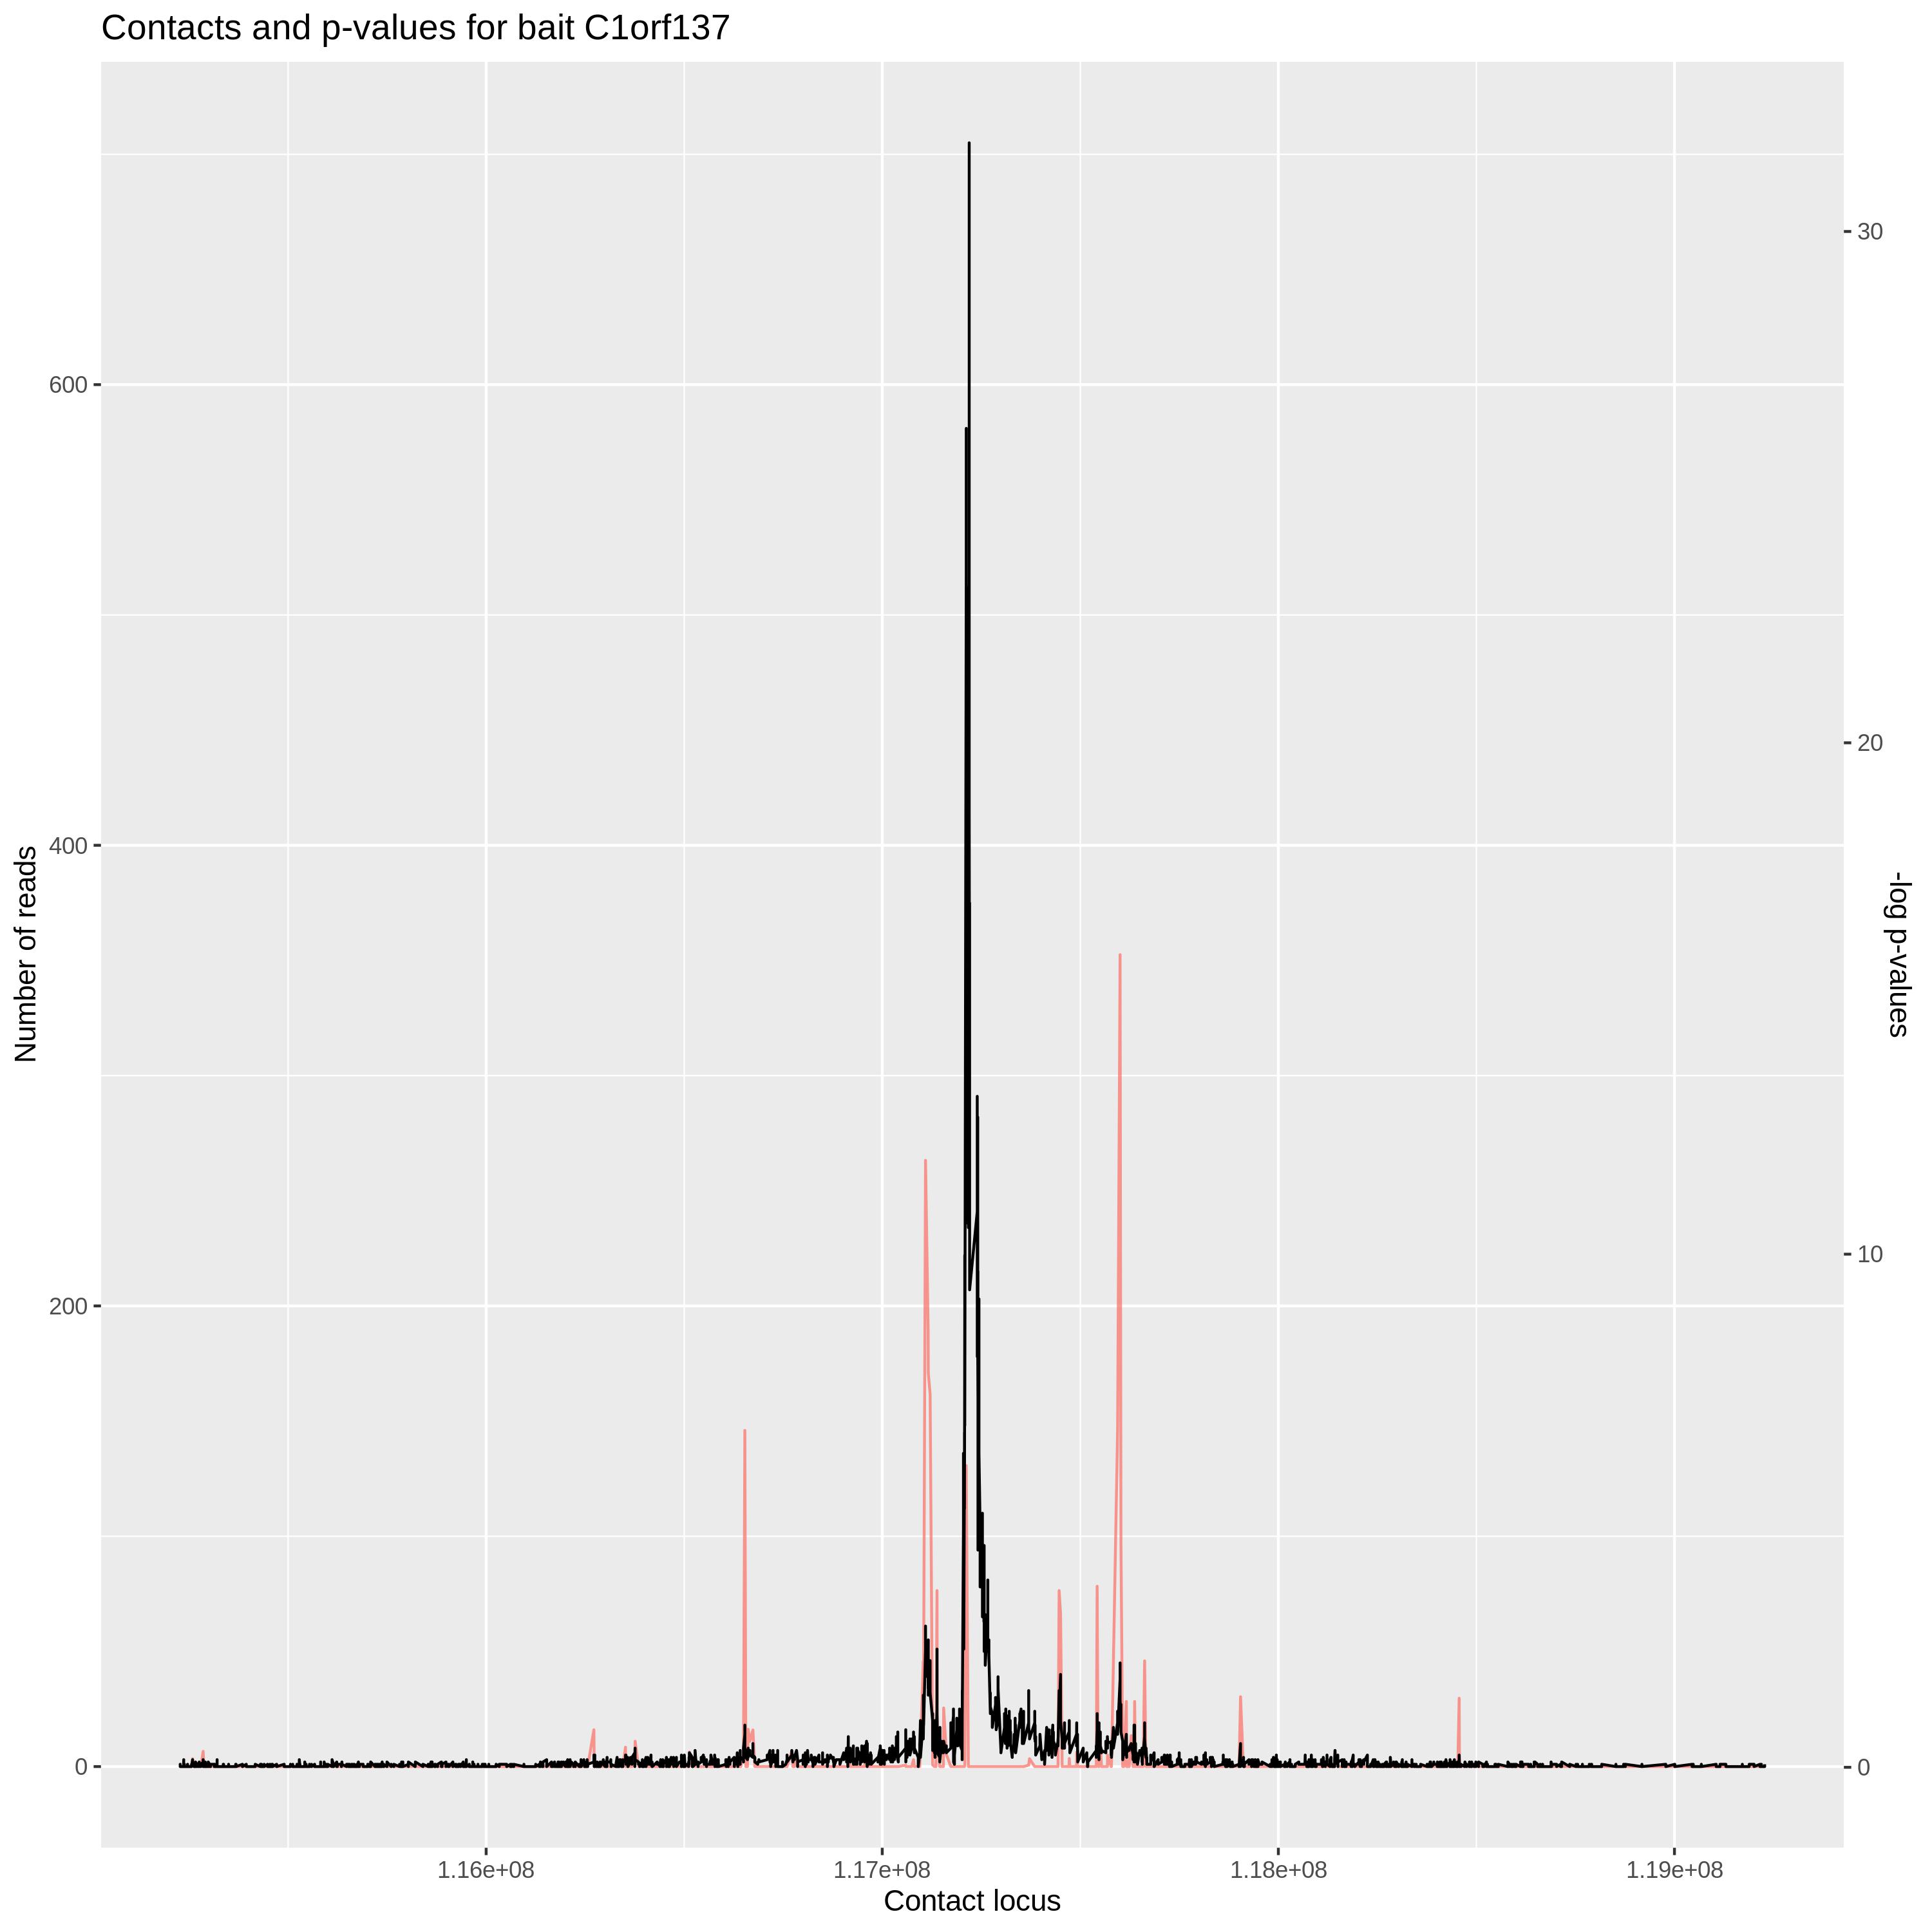 Contacts and p-values for bait C1orf137
Number of reads
600
400
200
0
30
20
10
0
-log p-values
1.16e+08 1.17e+08 1.18e+08 1.19e+08
Contact locus